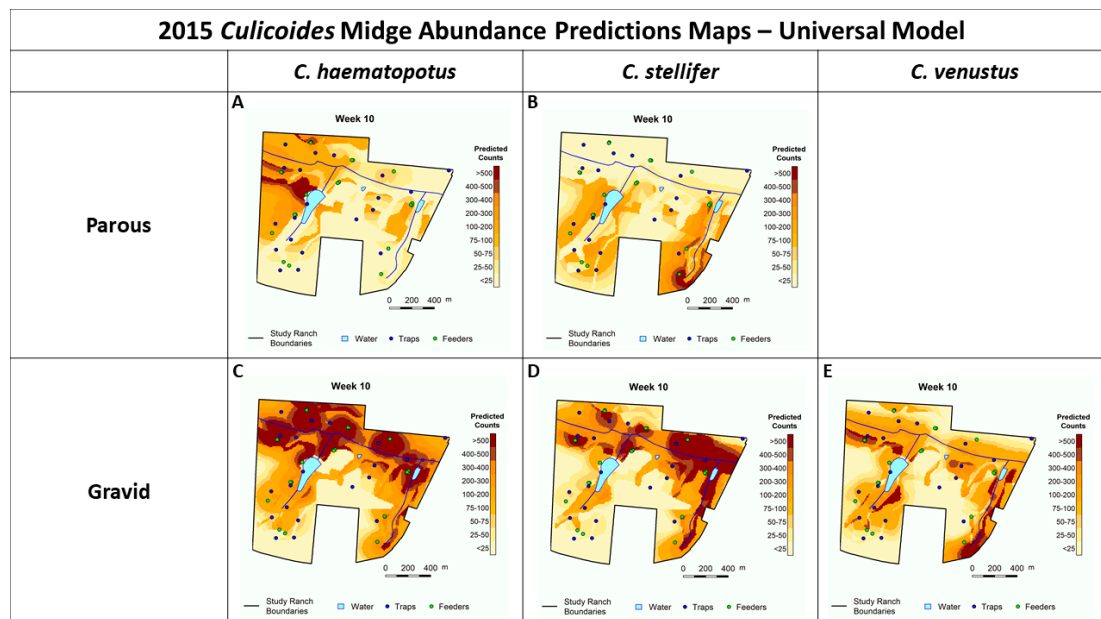 2015 Culicoides Midge Abundance Predictions Maps – Universal Model
C. haematopotus
C. stellifer
C. venustus
Parous
A
Week 10
Predicted
Counts
>500
400-500
300-400
200-300
100-200
75-100
50-75
25-50
<25
0 200 400 m
Study Ranch
Boundaries
Water
Traps
Feeders
B
Week 10
Predicted
Counts
>500
400-500
300-400
200-300
100-200
75-100
50-75
25-50
<25
0 200 400 m
Study Ranch
Boundaries
Water
Traps
Feeders
Gravid
C
Week 10
Predicted
Counts
>500
400-500
300-400
200-300
100-200
75-100
50-75
25-50
<25
0 200 400 m
Study Ranch
Boundaries
Water
Traps
Feeders
D
Week 10
Predicted
Counts
>500
400-500
300-400
200-300
100-200
75-100
50-75
25-50
<25
0 200 400 m
Study Ranch
Boundaries
Water
Traps
Feeders
E
Week 10
Predicted
Counts
>500
400-500
300-400
200-300
100-200
75-100
50-75
25-50
<25
0 200 400 m
Study Ranch
Boundaries
Water
Traps
Feeders